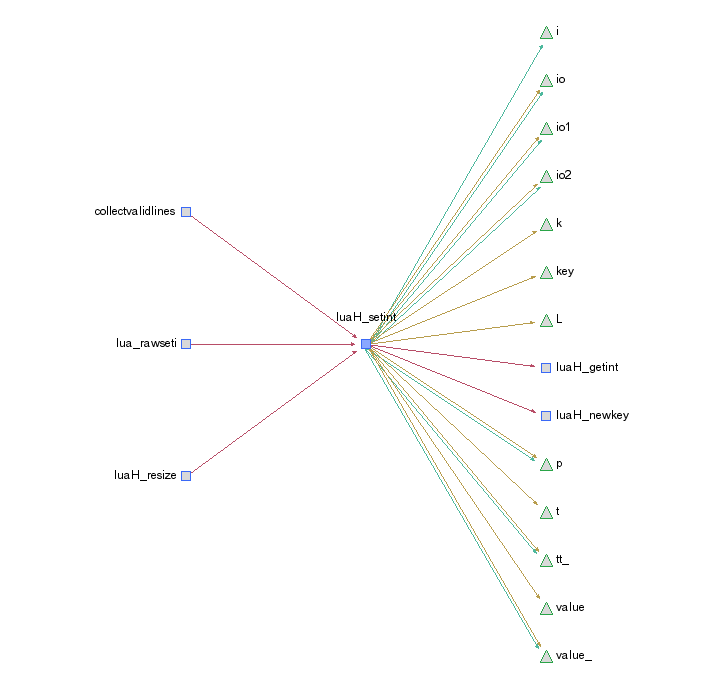 collectvalidlines
lua_rawseti
luaH_resize
luaH_setint
i
io
io1
io2
k
key
L
luaH_getint
luaH_newkey
p
t
tt_
value
value_